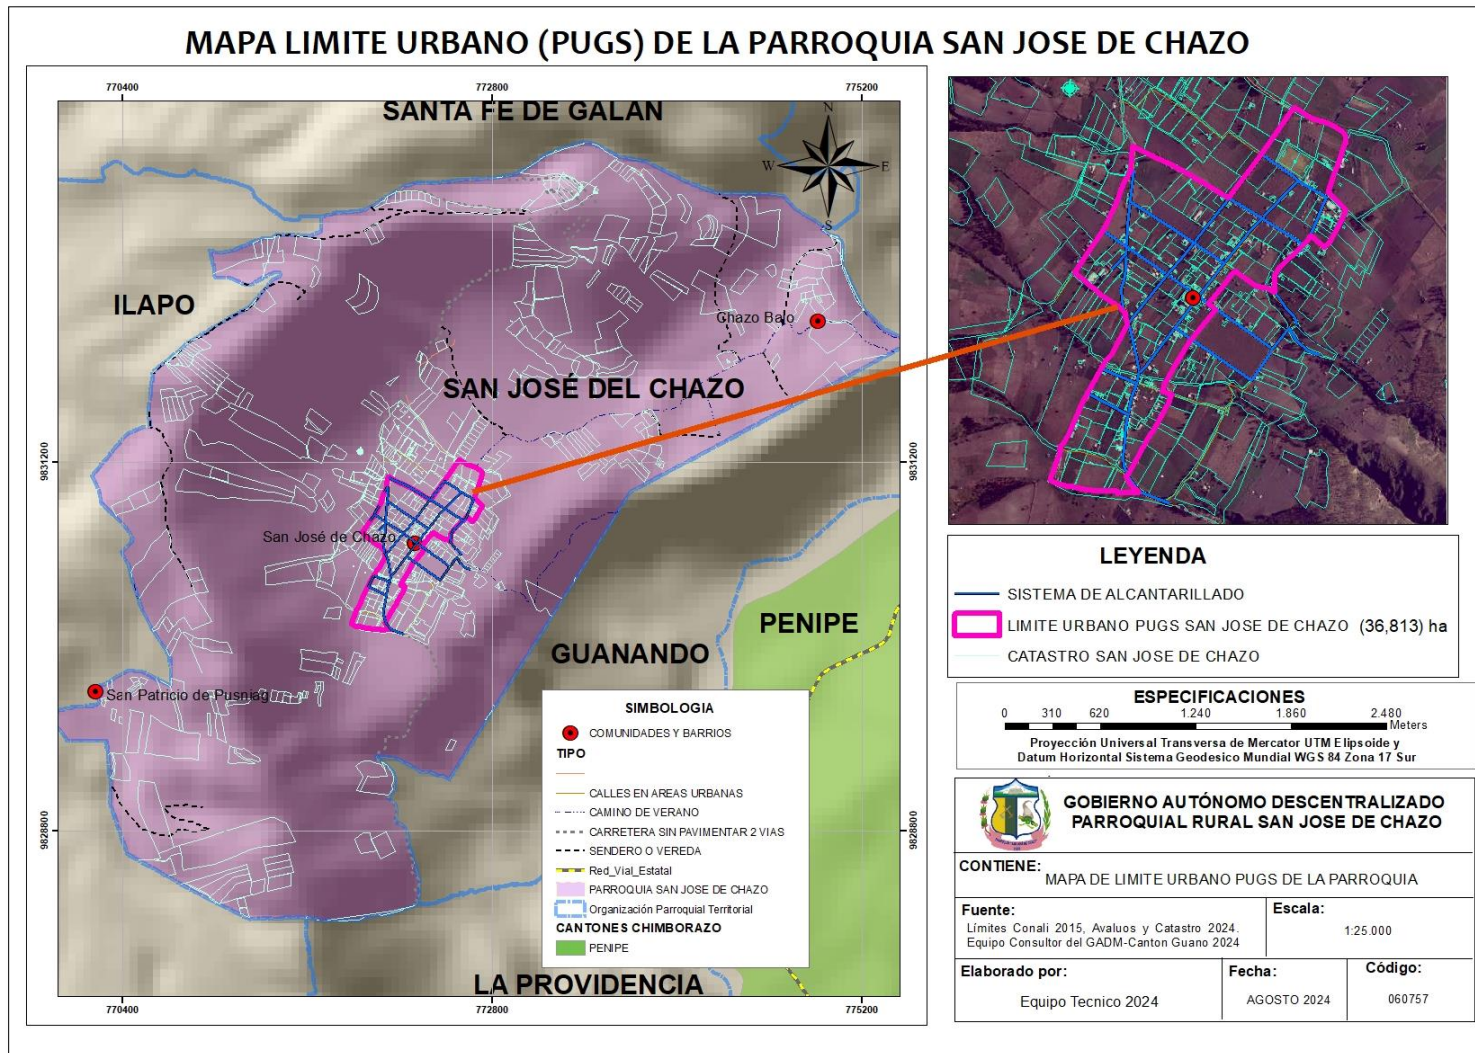 MAPA LIMITE URBANO (PUGS) DE LA PARROQUIA SAN JOSE DE CHAZO
770400
772800
775200
SANTA FE DE GALAN
N
W
E
S
ILAPO
Chazo Bajo
SAN JOSÉ DEL CHAZO
9831200
9831200
San José de Chazo
PENIPE
GUANANDO
San Patricio de Pusniag
9828800
9828800
LA PROVIDENCIA
770400
772800
775200
SIMBOLOGIA
COMUNIDADES Y BARRIOS
TIPO
CALLES EN AREAS URBANAS
CAMINO DE VERANO
CARRETERA SIN PAVIMENTAR 2 VIAS
SENDERO O VEREDA
Red_Vial_Estatal
PARROQUIA SAN JOSE DE CHAZO
Organización Parroquial Territorial
CANTONES CHIMBORAZO
PENIPE
LEYENDA
SISTEMA DE ALCANTARILLADO
LIMITE URBANO PUGS SAN JOSE DE CHAZO (36,813) ha
CATASTRO SAN JOSE DE CHAZO
ESPECIFICACIONES
0 310 620 1.240 1.860 2.480
Meters
Proyección Universal Transversa de Mercator UTM Elipsoide y
Datum Horizontal Sistema Geodesico Mundial WGS 84 Zona 17 Sur
GOBIERNO AUTÓNOMO DESCENTRALIZADO
PARROQUIAL RURAL SAN JOSE DE CHAZO
CONTIENE:
MAPA DE LIMITE URBANO PUGS DE LA PARROQUIA
Fuente:
Límites Conali 2015, Avaluos y Catastro 2024.
Equipo Consultor del GADM-Canton Guano 2024
Escala:
1:25.000
Elaborado por:
Equipo Tecnico 2024
Fecha:
AGOSTO 2024
Código:
060757